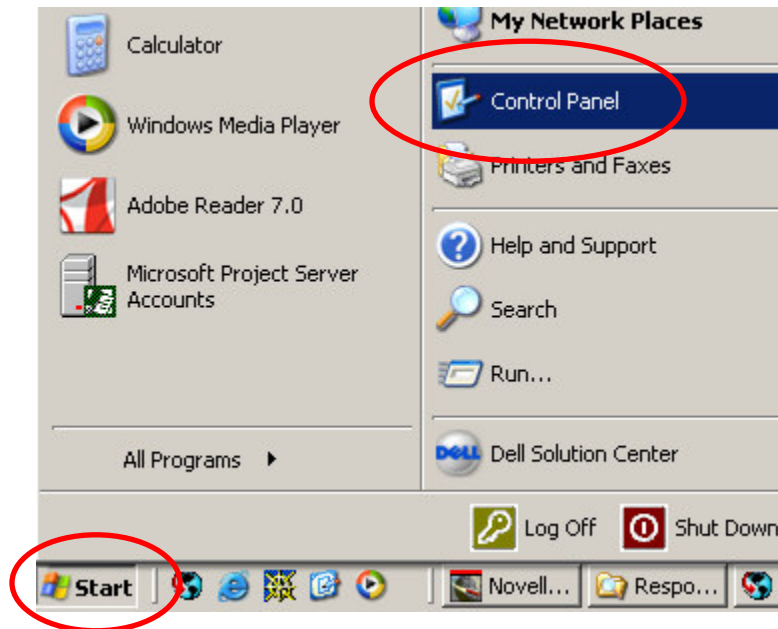 Calculator
Windows Media Player
Adobe Reader 7.0
Microsoft Project Server
Accounts
All Programs
My Network Places
Control Panel
Printers and Faxes
Help and Support
Search
Run...
DELL Dell Solution Center
Log Off Shut Down
Start Novell... Respo...